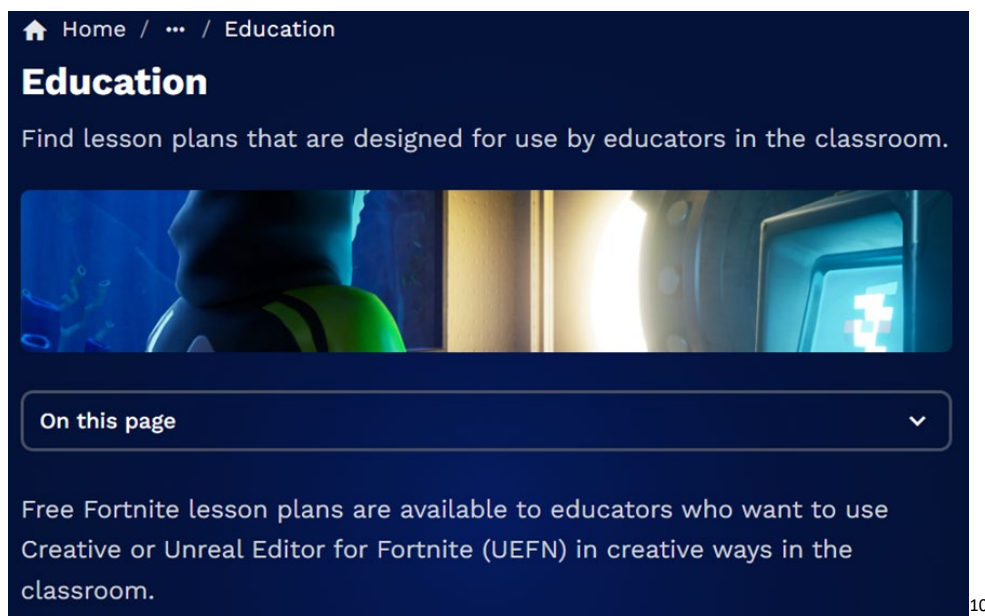 Home / ••• / Education
Education
Find lesson plans that are designed for use by educators in the classroom.
On this page
Free Fortnite lesson plans are available to educators who want to use
Creative or Unreal Editor for Fortnite (UEFN) in creative ways in the
classroom.
10